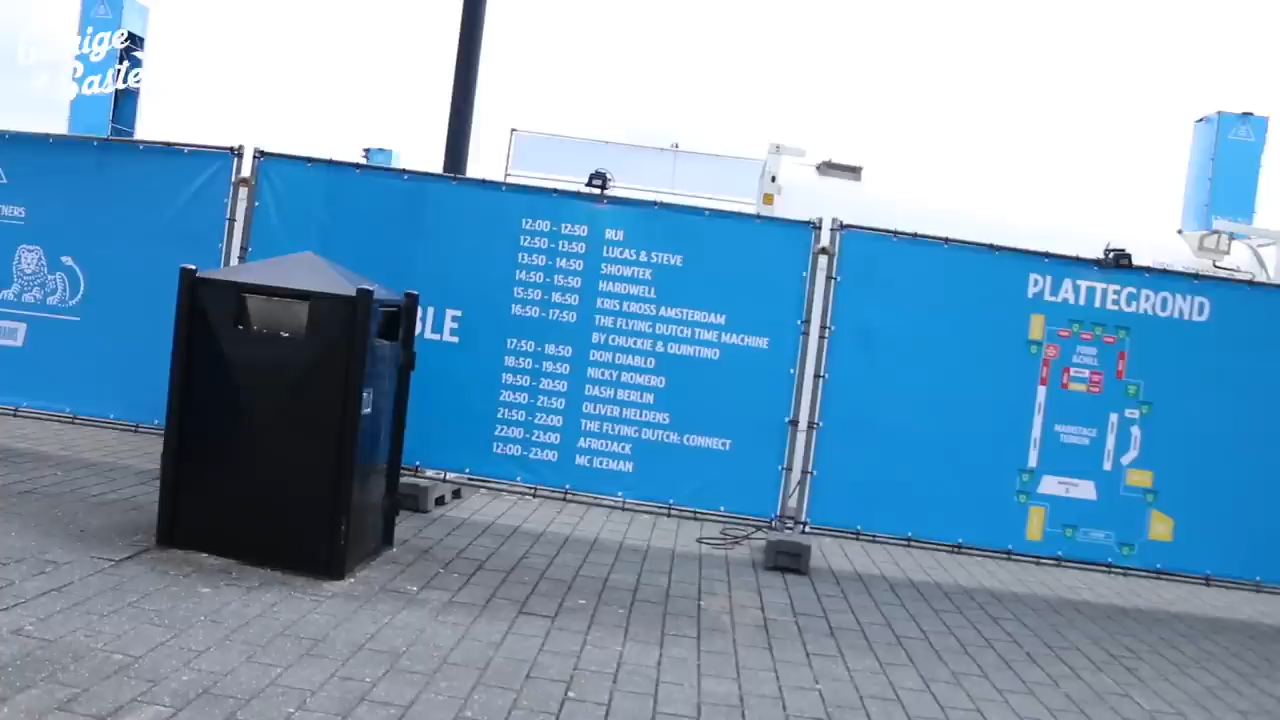 TNERS
BLE
12:00 - 12:50 RUI
12:50 - 13:50 LUCAS & STEVE
13:50 - 14:50 SHOWTEK
14:50 - 15:50 HARDWELL
15:50 - 16:50 KRIS KROSS AMSTERDAM
16:50 - 17:50 THE FLYING DUTCH TIME MACHINE
BY CHUCKIE & QUINTINO
17:50 - 18:50 DON DIABLO
18:50 - 19:50 NICKY ROMERO
19:50 - 20:50 DASH BERLIN
20:50 - 21:50 OLIVER HELDENS
21:50 - 22:00 THE FLYING DUTCH: CONNECT
22:00 - 23:00 AFROJACK
12:00 - 23:00 MC ICEMAN
PLATTEGROND
FOOD
MAINSTAGE
TERREIN